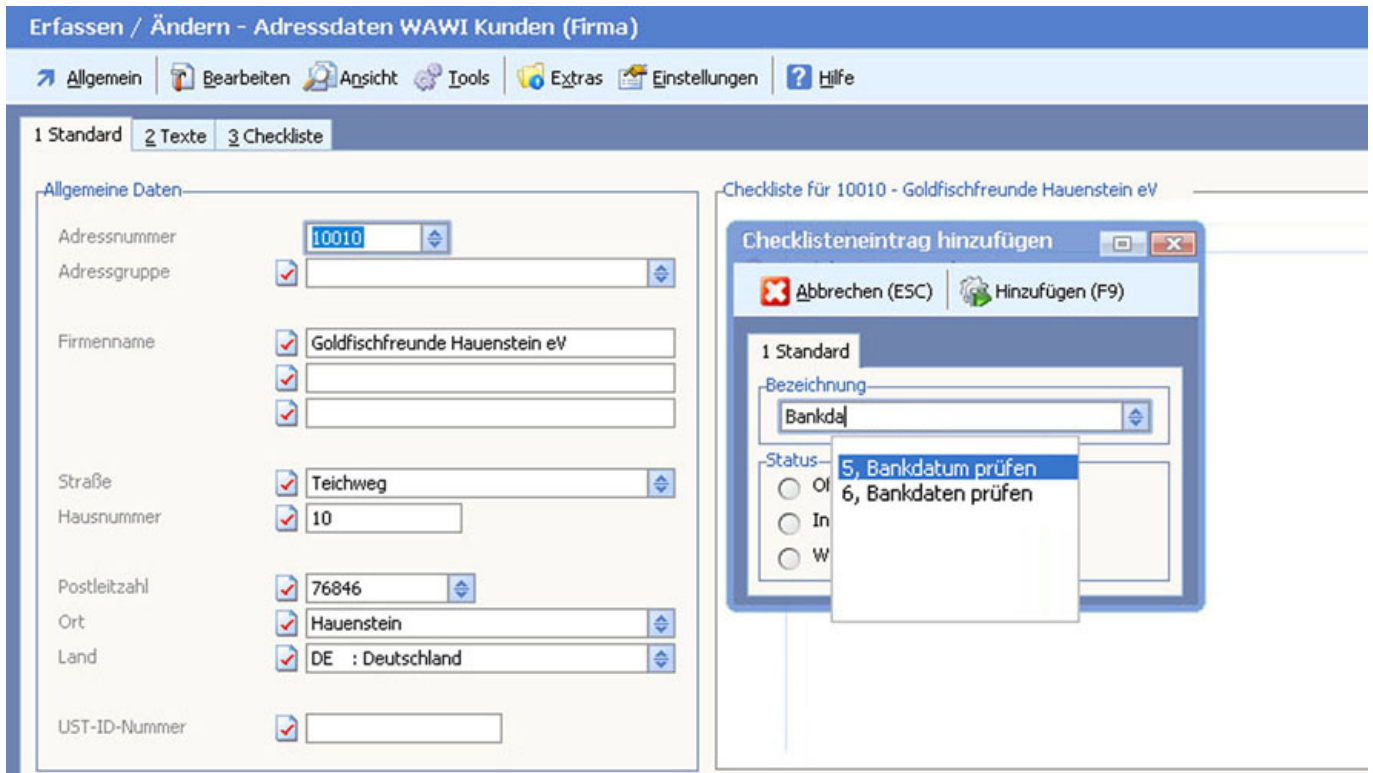 Erfassen / Ändern - Adressdaten WAWI Kunden (Firma)
Allgemein Bearbeiten Ansicht Tools Extras Einstellungen Hilfe
1 Standard 2 Texte 3 Checkliste
Allgemeine Daten
Adressnummer 10010
Adressgruppe
Firmenname Goldfischfreunde Hauenstein eV
Straße Teichweg
Hausnummer 10
Postleitzahl 76846
Ort Hauenstein
Land DE : Deutschland
UST-ID-Nummer
Checkliste für 10010 - Goldfischfreunde Hauenstein eV
Checklisteneintrag hinzufügen
Abbrechen (ESC) Hinzufügen (F9)
1 Standard
Bezeichnung
Bankda
5, Bankdatum prüfen
6, Bankdaten prüfen
Status
In
W